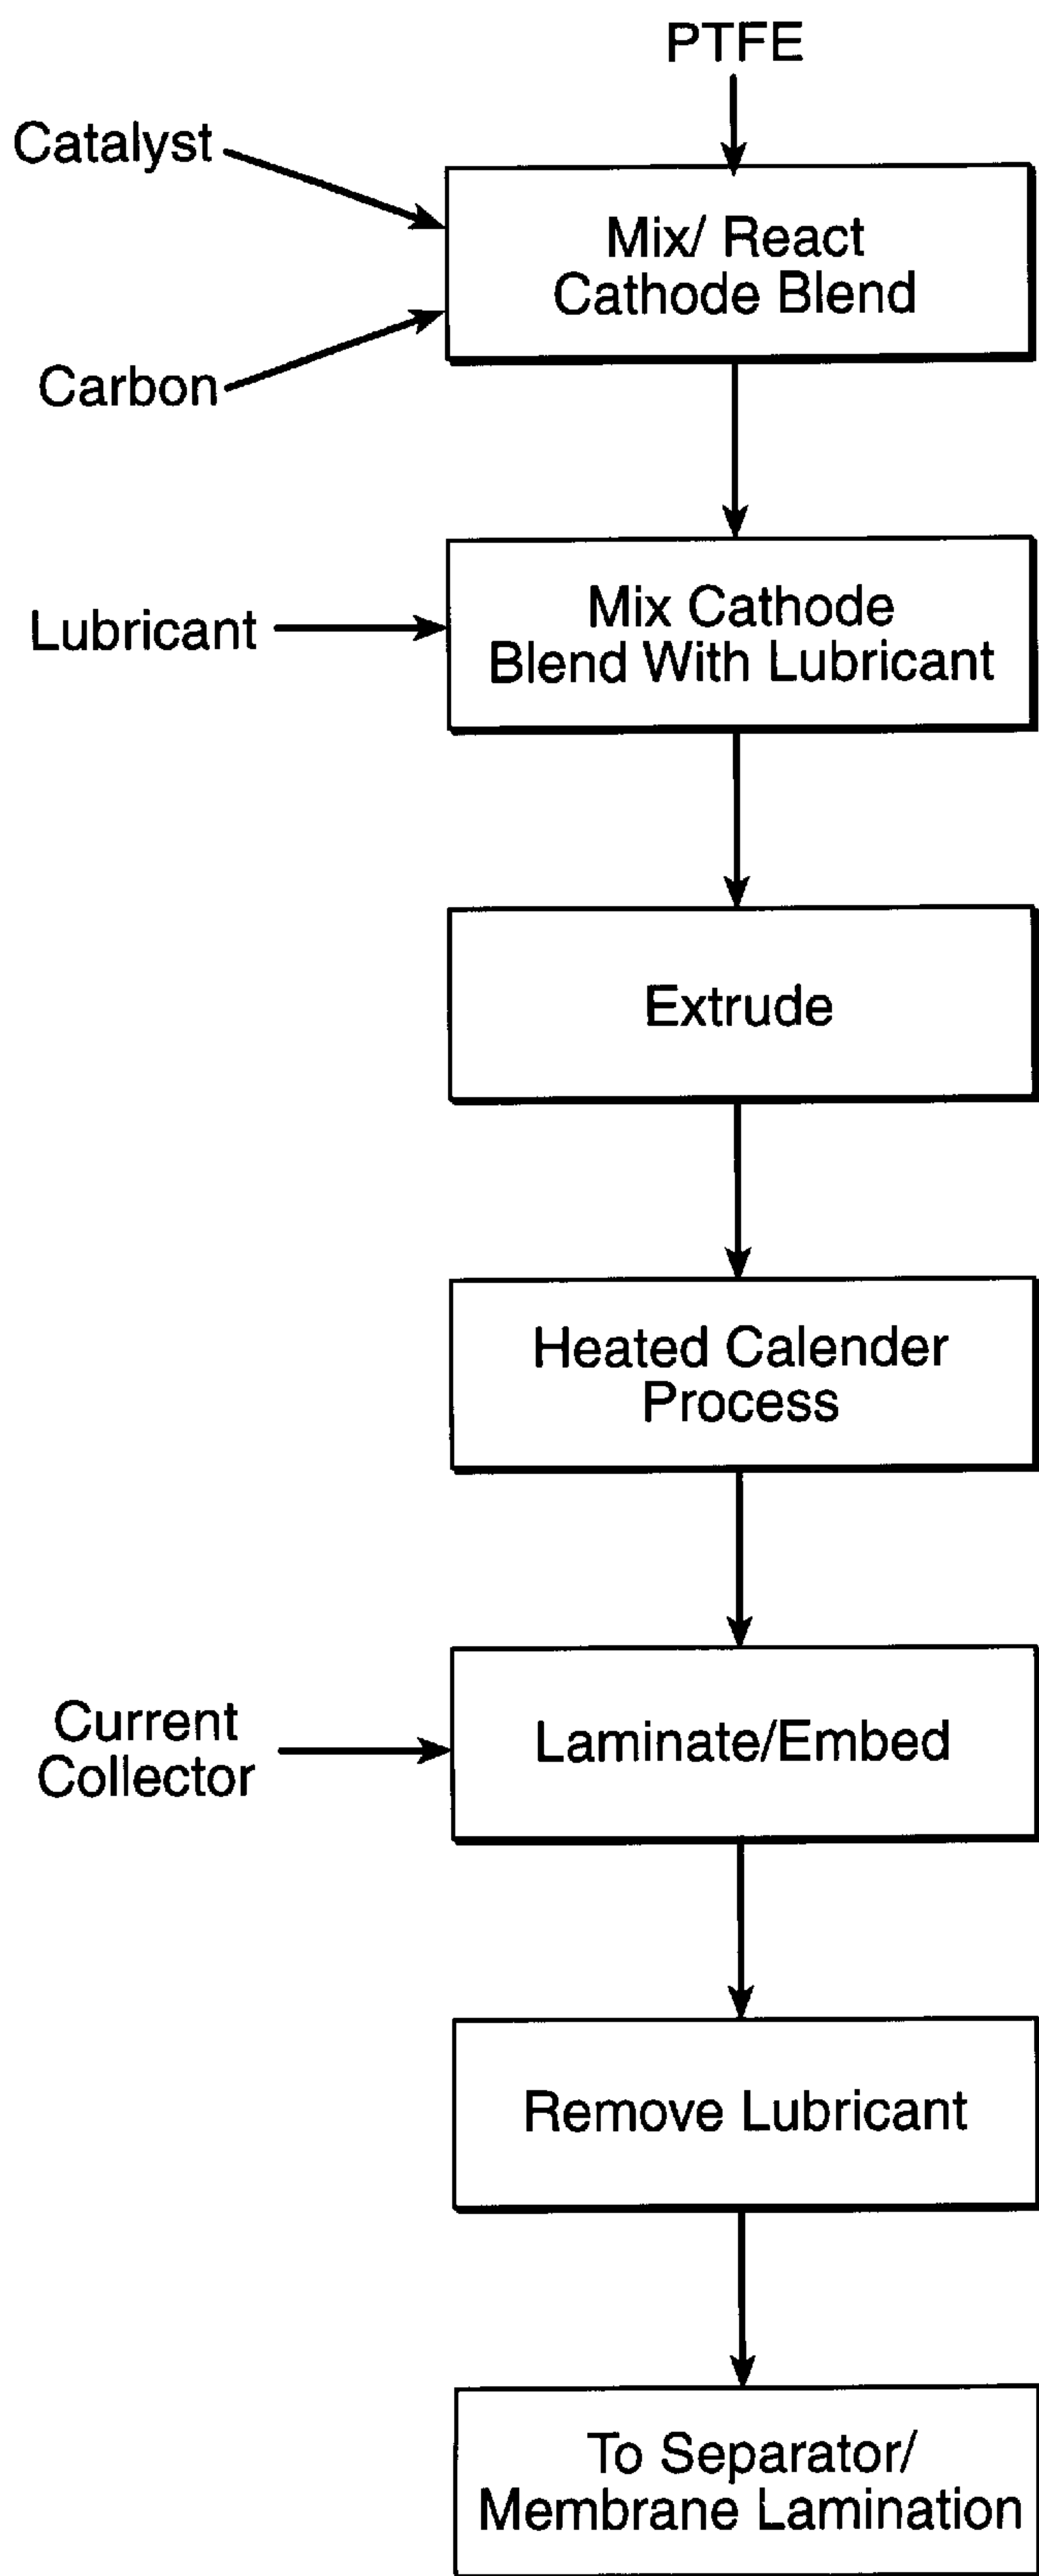 PTFE
Catalyst
Mix/ React
Cathode Blend
Carbon
Lubricant
Mix Cathode
Blend With Lubricant
Extrude
Heated Calender
Process
Current
Collector
Laminate/Embed
Remove Lubricant
To Separator/
Membrane Lamination